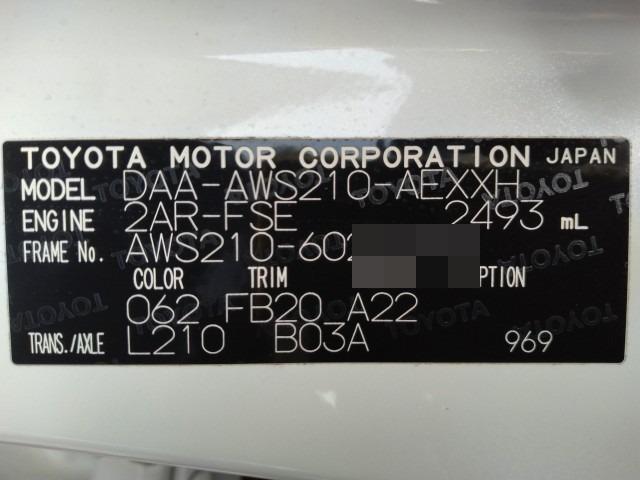 TOYOTA MOTOR CORPORATION JAPAN
MODEL DAA-AWS210-AEXXH
ENGINE 2AR-FSE 2493 mL
FRAME No. AWS210-602
COLOR TRIM PTION
062 FB20 A22
TRANS./AXLE L210 B03A 969